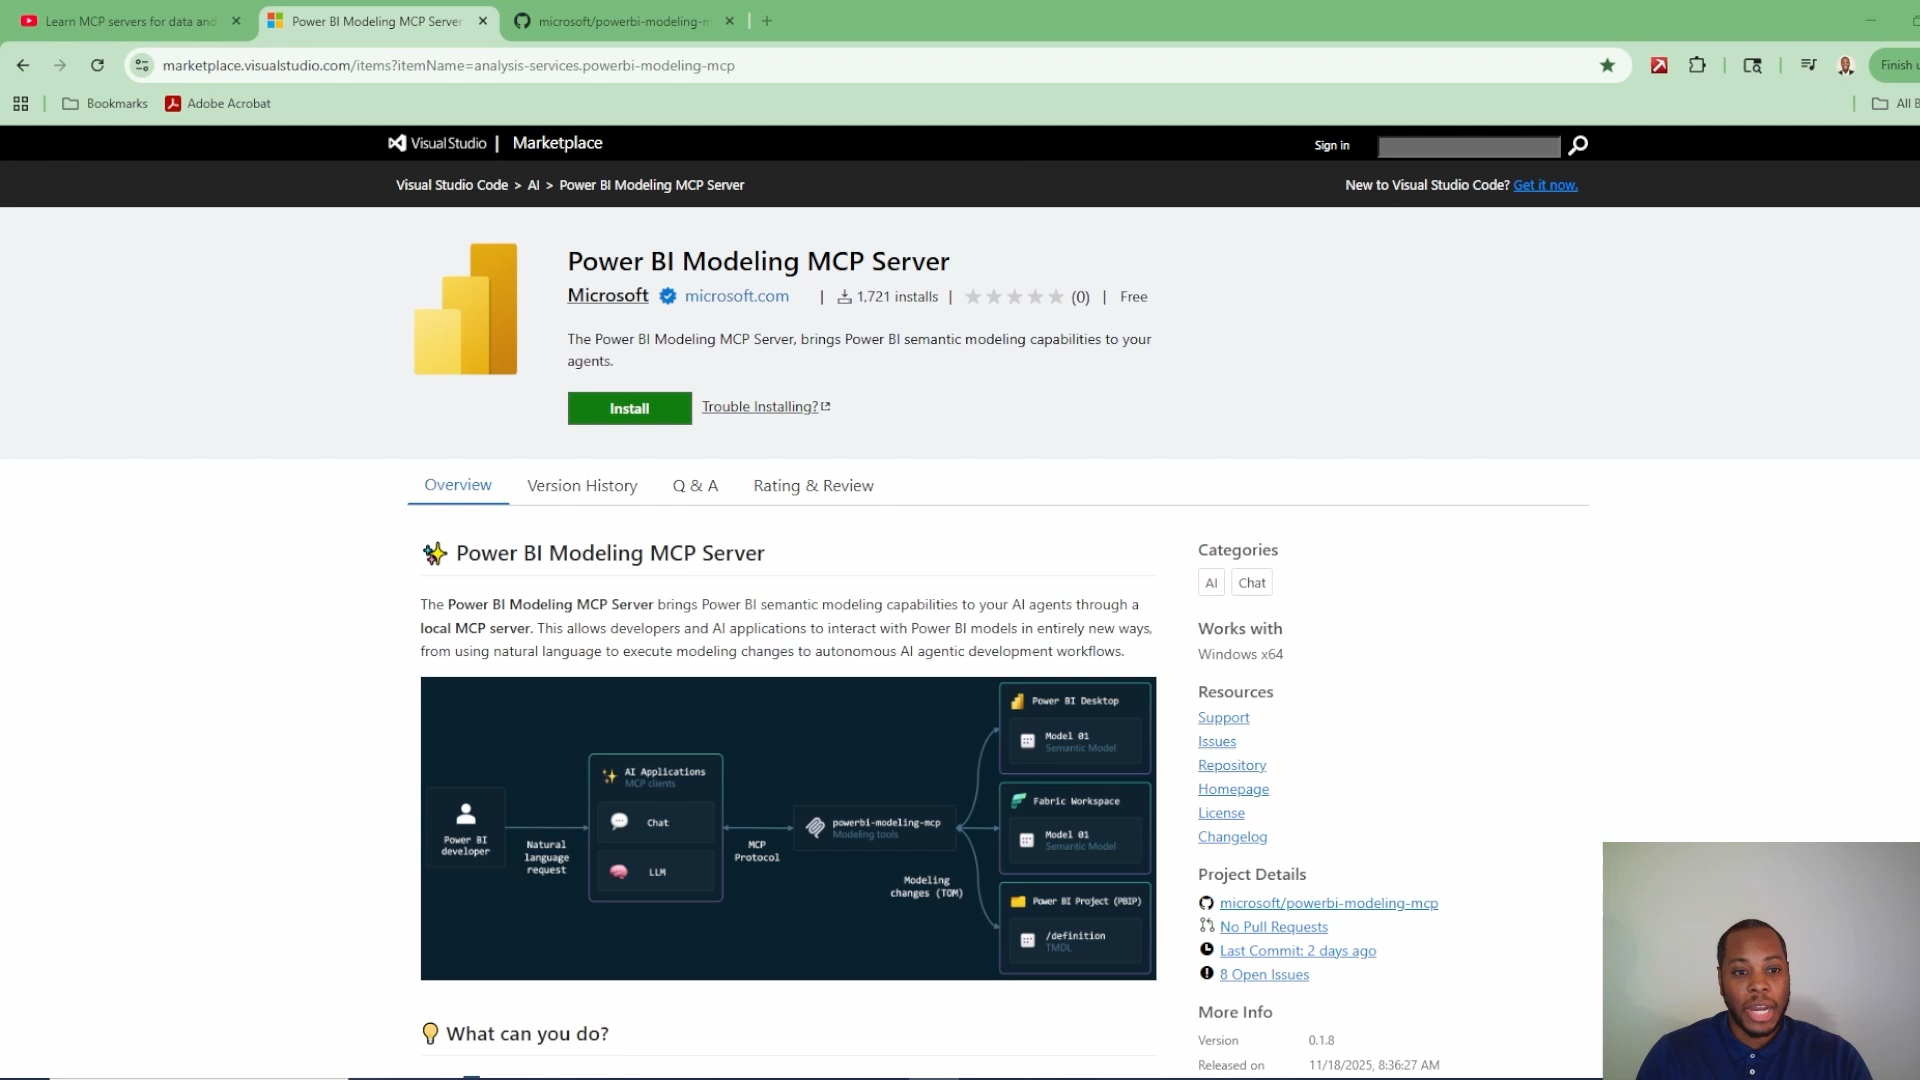 Learn MCP servers for data and
Power BI Modeling MCP Server
microsoft/powerbi-modeling-m
marketplace.visualstudio.com/items?itemName=analysis-services.powerbi-modeling-mcp
Finish u
Bookmarks
Adobe Acrobat
All B
Visual Studio | Marketplace
Sign in
Visual Studio Code > AI > Power BI Modeling MCP Server
New to Visual Studio Code? Get it now.
Power BI Modeling MCP Server
Microsoft microsoft.com | 1,721 installs | (0) | Free
The Power BI Modeling MCP Server, brings Power BI semantic modeling capabilities to your
agents.
Install
Trouble Installing?
Overview
Version History
Q & A
Rating & Review
Power BI Modeling MCP Server
The Power BI Modeling MCP Server brings Power BI semantic modeling capabilities to your AI agents through a
local MCP server. This allows developers and AI applications to interact with Power BI models in entirely new ways,
from using natural language to execute modeling changes to autonomous AI agentic development workflows.
Power BI
developer
Natural
language
request
AI Applications
MCP clients
Chat
LLM
MCP
Protocol
powerbi-modeling-mcp
Modeling tools
Modeling
changes (TOM)
Power BI Desktop
Model 01
Semantic Model
Fabric Workspace
Model 01
Semantic Model
Power BI Project (PBIP)
/definition
TMDL
What can you do?
Categories
AI
Chat
Works with
Windows x64
Resources
Support
Issues
Repository
Homepage
License
Changelog
Project Details
microsoft/powerbi-modeling-mcp
No Pull Requests
Last Commit: 2 days ago
8 Open Issues
More Info
Version 0.1.8
Released on 11/18/2025, 8:36:27 AM